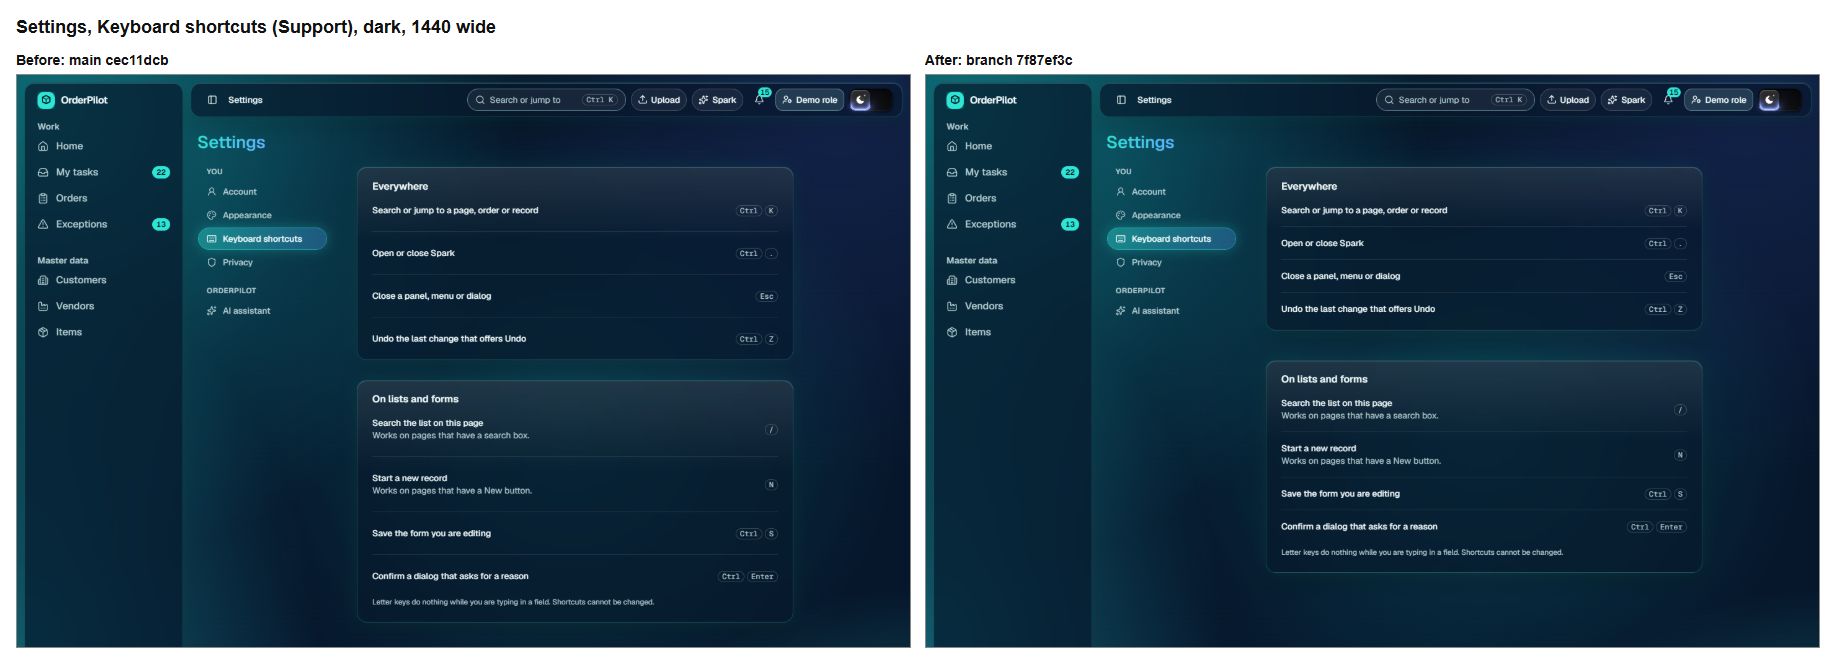 Settings, Keyboard shortcuts (Support), dark, 1440 wide
Before: main cec11dcb
OrderPilot
Settings
Search or jump to Ctrl K
Upload
Spark
15
Demo role
Work
Home
My tasks 22
Orders
Exceptions 13
Master data
Customers
Vendors
Items
Settings
YOU
Account
Appearance
Keyboard shortcuts
Privacy
ORDERPILOT
AI assistant
Everywhere
Search or jump to a page, order or record Ctrl K
Open or close Spark Ctrl .
Close a panel, menu or dialog Esc
Undo the last change that offers Undo Ctrl Z
On lists and forms
Search the list on this page /
Works on pages that have a search box.
Start a new record N
Works on pages that have a New button.
Save the form you are editing Ctrl S
Confirm a dialog that asks for a reason Ctrl Enter
Letter keys do nothing while you are typing in a field. Shortcuts cannot be changed.
After: branch 7f87ef3c
OrderPilot
Settings
Search or jump to Ctrl K
Upload
Spark
15
Demo role
Work
Home
My tasks 22
Orders
Exceptions 13
Master data
Customers
Vendors
Items
Settings
YOU
Account
Appearance
Keyboard shortcuts
Privacy
ORDERPILOT
AI assistant
Everywhere
Search or jump to a page, order or record Ctrl K
Open or close Spark Ctrl .
Close a panel, menu or dialog Esc
Undo the last change that offers Undo Ctrl Z
On lists and forms
Search the list on this page /
Works on pages that have a search box.
Start a new record N
Works on pages that have a New button.
Save the form you are editing Ctrl S
Confirm a dialog that asks for a reason Ctrl Enter
Letter keys do nothing while you are typing in a field. Shortcuts cannot be changed.